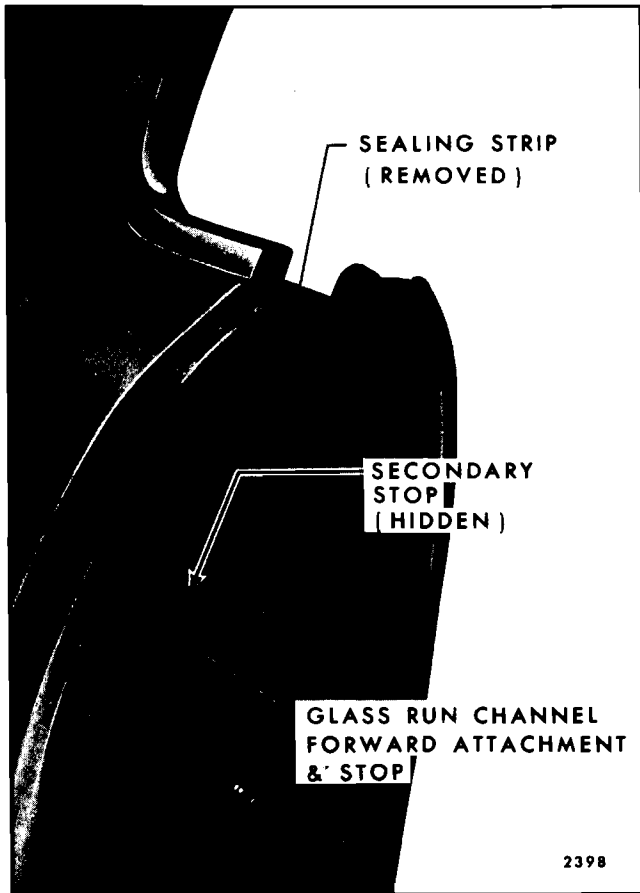 SEALING STRIP
( REMOVED )
SECONDARY
STOP
( HIDDEN )
GLASS RUN CHANNEL
FORWARD ATTACHMENT
& STOP
2398